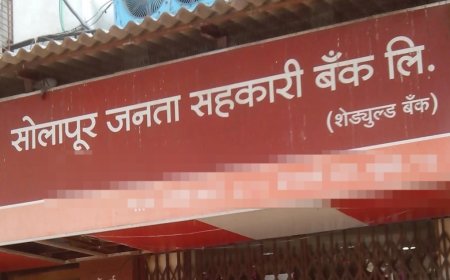 सोलापूर जनता सहकारी बँक लि.
(शेड्युल्ड बँक)